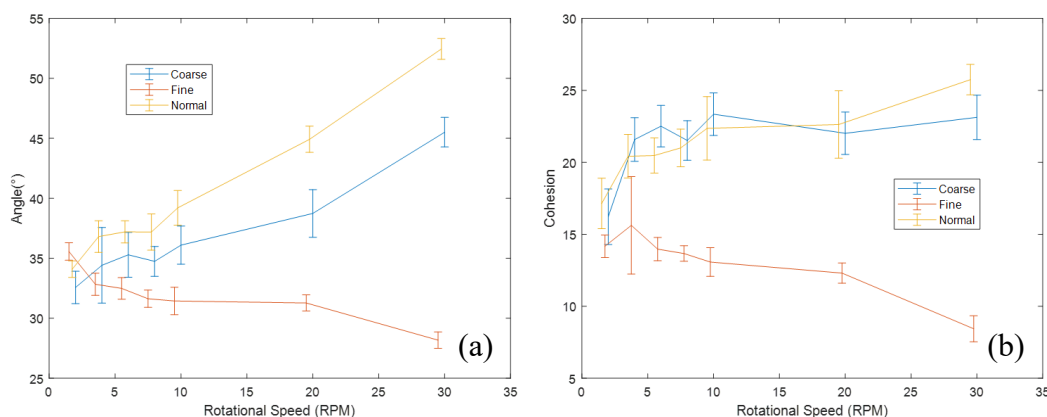 55
50
45
40
35
30
25
Angle(°)
Coarse
Fine
Normal
(a)
0 5 10 15 20 25 30 35
Rotational Speed (RPM)
30
25
20
15
10
5
Cohesion
Coarse
Fine
Normal
(b)
0 5 10 15 20 25 30 35
Rotational Speed (RPM)